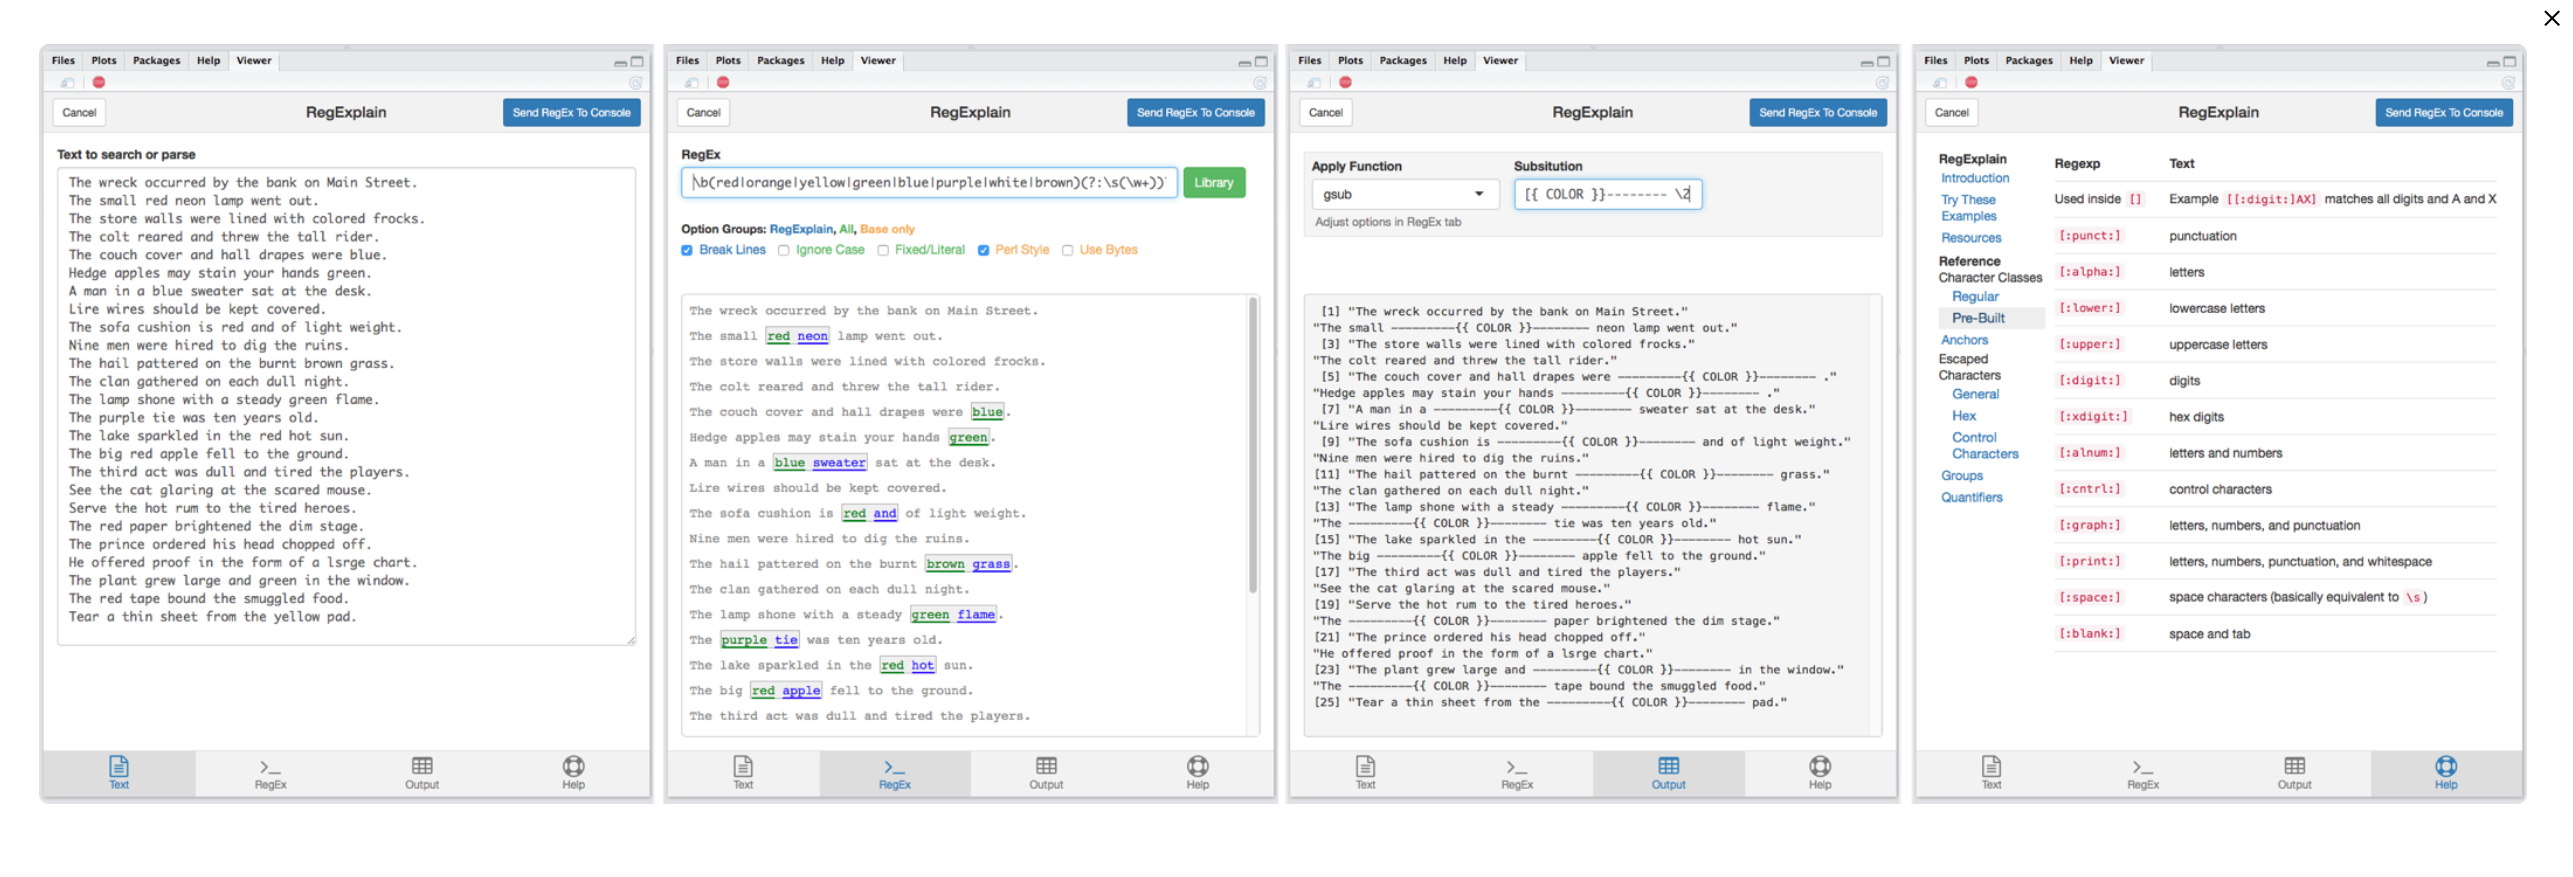 Files Plots Packages Help Viewer
Cancel RegExplain Send RegEx To Console
Text to search or parse
The wreck occurred by the bank on Main Street.
The small red neon lamp went out.
The store walls were lined with colored frocks.
The colt reared and threw the tall rider.
The couch cover and hall drapes were blue.
Hedge apples may stain your hands green.
A man in a blue sweater sat at the desk.
Lire wires should be kept covered.
The sofa cushion is red and of light weight.
Nine men were hired to dig the ruins.
The hail pattered on the burnt brown grass.
The clan gathered on each dull night.
The lamp shone with a steady green flame.
The purple tie was ten years old.
The lake sparkled in the red hot sun.
The big red apple fell to the ground.
The third act was dull and tired the players.
See the cat glaring at the scared mouse.
Serve the hot rum to the tired heroes.
The red paper brightened the dim stage.
The prince ordered his head chopped off.
He offered proof in the form of a lsrge chart.
The plant grew large and green in the window.
The red tape bound the smuggled food.
Tear a thin sheet from the yellow pad.
Text RegEx Output Help
Files Plots Packages Help Viewer
Cancel RegExplain Send RegEx To Console
RegEx
\b(red|orange|yellow|green|blue|purple|white|brown)(?:\s(\w+)) Library
Option Groups: RegExplain, All, Base only
Break Lines Ignore Case Fixed/Literal Perl Style Use Bytes
The wreck occurred by the bank on Main Street.
The small red neon lamp went out.
The store walls were lined with colored frocks.
The colt reared and threw the tall rider.
The couch cover and hall drapes were blue.
Hedge apples may stain your hands green.
A man in a blue sweater sat at the desk.
Lire wires should be kept covered.
The sofa cushion is red and of light weight.
Nine men were hired to dig the ruins.
The hail pattered on the burnt brown grass.
The clan gathered on each dull night.
The lamp shone with a steady green flame.
The purple tie was ten years old.
The lake sparkled in the red hot sun.
The big red apple fell to the ground.
The third act was dull and tired the players.
Text RegEx Output Help
Files Plots Packages Help Viewer
Cancel RegExplain Send RegEx To Console
Apply Function Subsitution
gsub [{{ COLOR }}-------- \2
Adjust options in RegEx tab
[1] "The wreck occurred by the bank on Main Street."
"The small ---------{{ COLOR }}-------- neon lamp went out."
[3] "The store walls were lined with colored frocks."
"The colt reared and threw the tall rider."
[5] "The couch cover and hall drapes were ---------{{ COLOR }}-------- ."
"Hedge apples may stain your hands ---------{{ COLOR }}-------- ."
[7] "A man in a ---------{{ COLOR }}-------- sweater sat at the desk."
"Lire wires should be kept covered."
[9] "The sofa cushion is ---------{{ COLOR }}-------- and of light weight."
"Nine men were hired to dig the ruins."
[11] "The hail pattered on the burnt ---------{{ COLOR }}-------- grass."
"The clan gathered on each dull night."
[13] "The lamp shone with a steady ---------{{ COLOR }}-------- flame."
"The ---------{{ COLOR }}-------- tie was ten years old."
[15] "The lake sparkled in the ---------{{ COLOR }}-------- hot sun."
"The big ---------{{ COLOR }}-------- apple fell to the ground."
[17] "The third act was dull and tired the players."
"See the cat glaring at the scared mouse."
[19] "Serve the hot rum to the tired heroes."
"The ---------{{ COLOR }}-------- paper brightened the dim stage."
[21] "The prince ordered his head chopped off."
"He offered proof in the form of a lsrge chart."
[23] "The plant grew large and ---------{{ COLOR }}-------- in the window."
"The ---------{{ COLOR }}-------- tape bound the smuggled food."
[25] "Tear a thin sheet from the ---------{{ COLOR }}-------- pad."
Text RegEx Output Help
Files Plots Packages Help Viewer
Cancel RegExplain Send RegEx To Console
RegExplain
Introduction
Try These
Examples
Resources
Reference
Character Classes
Regular
Pre-Built
Anchors
Escaped
Characters
General
Hex
Control
Characters
Groups
Quantifiers
Regexp Text
Used inside [] Example [[:digit:]AX] matches all digits and A and X
[:punct:] punctuation
[:alpha:] letters
[:lower:] lowercase letters
[:upper:] uppercase letters
[:digit:] digits
[:xdigit:] hex digits
[:alnum:] letters and numbers
[:cntrl:] control characters
[:graph:] letters, numbers, and punctuation
[:print:] letters, numbers, punctuation, and whitespace
[:space:] space characters (basically equivalent to \s )
[:blank:] space and tab
Text RegEx Output Help